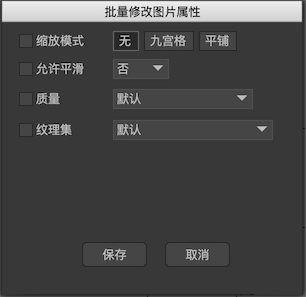 批量修改图片属性
缩放模式 无 九宫格 平铺
允许平滑 否
质量 默认
纹理集 默认
保存 取消